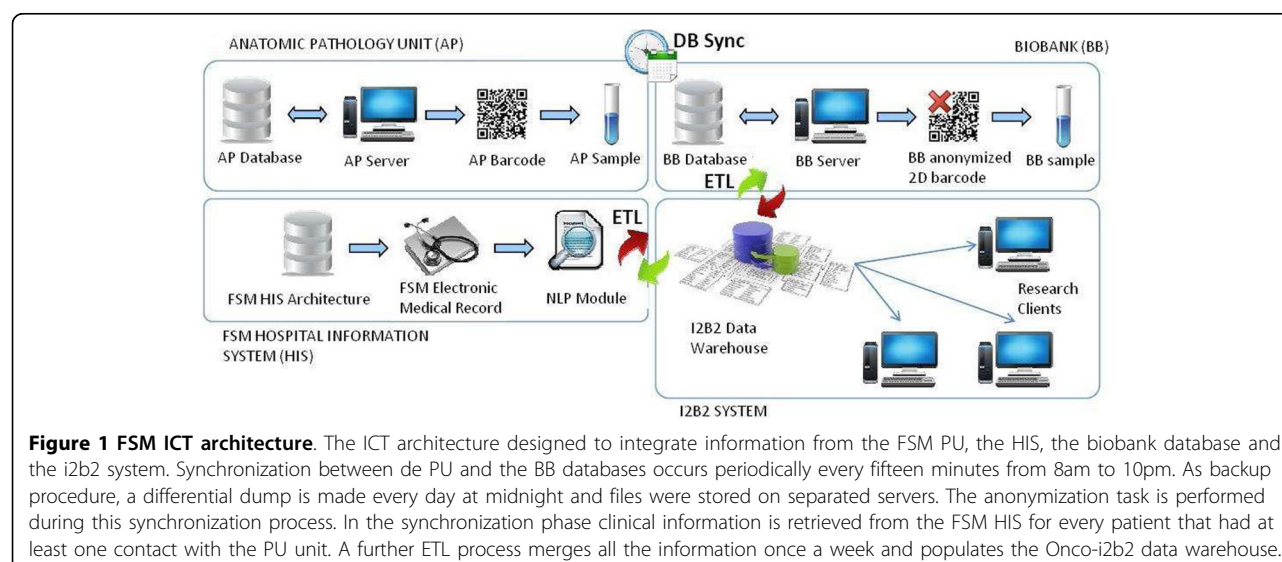 ANATOMIC PATHOLOGY UNIT (AP)
DB Sync
BIOBANK (BB)
AP Database
AP Server
AP Barcode
AP Sample
BB Database
BB Server
BB anonymized
2D barcode
BB sample
ETL
ETL
FSM HIS Architecture
FSM Electronic
Medical Record
NLP Module
I2B2 Data
Warehouse
Research
Clients
FSM HOSPITAL INFORMATION
SYSTEM (HIS)
I2B2 SYSTEM
Figure 1 FSM ICT architecture. The ICT architecture designed to integrate information from the FSM PU, the HIS, the biobank database and
the i2b2 system. Synchronization between de PU and the BB databases occurs periodically every fifteen minutes from 8am to 10pm. As backup
procedure, a differential dump is made every day at midnight and files were stored on separated servers. The anonymization task is performed
during this synchronization process. In the synchronization phase clinical information is retrieved from the FSM HIS for every patient that had at
least one contact with the PU unit. A further ETL process merges all the information once a week and populates the Onco-i2b2 data warehouse.